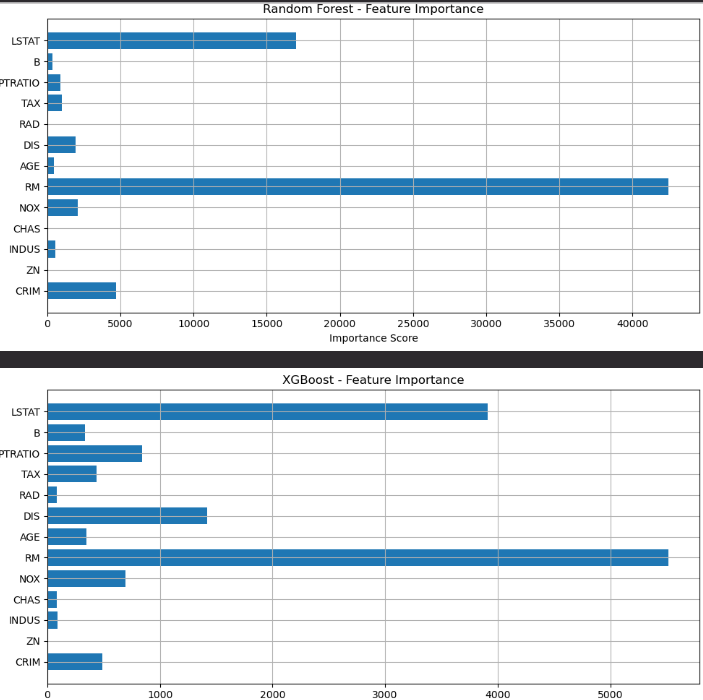 Random Forest - Feature Importance
LSTAT
B
PTRATIO
TAX
RAD
DIS
AGE
RM
NOX
CHAS
INDUS
ZN
CRIM
0 5000 10000 15000 20000 25000 30000 35000 40000
Importance Score
XGBoost - Feature Importance
LSTAT
B
PTRATIO
TAX
RAD
DIS
AGE
RM
NOX
CHAS
INDUS
ZN
CRIM
0 1000 2000 3000 4000 5000